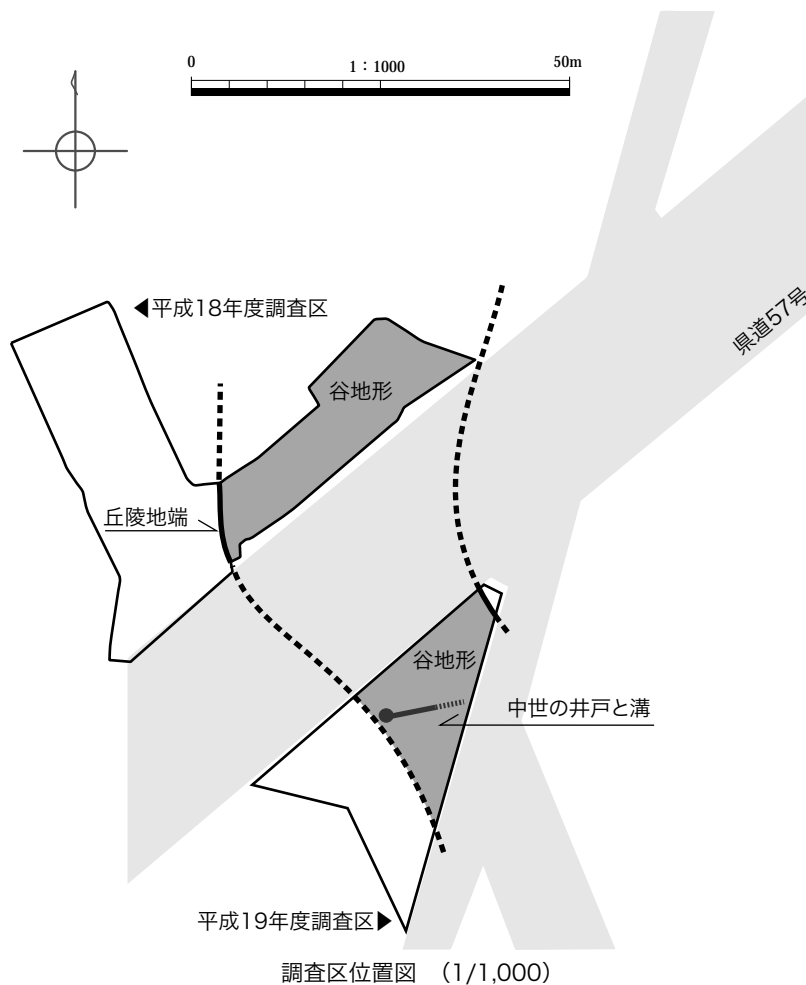 0 1：1000 50m
◀平成18年度調査区
県道57号
谷地形
丘陵地端
谷地形
中世の井戸と溝
平成19年度調査区▶
調査区位置図　（1/1,000）